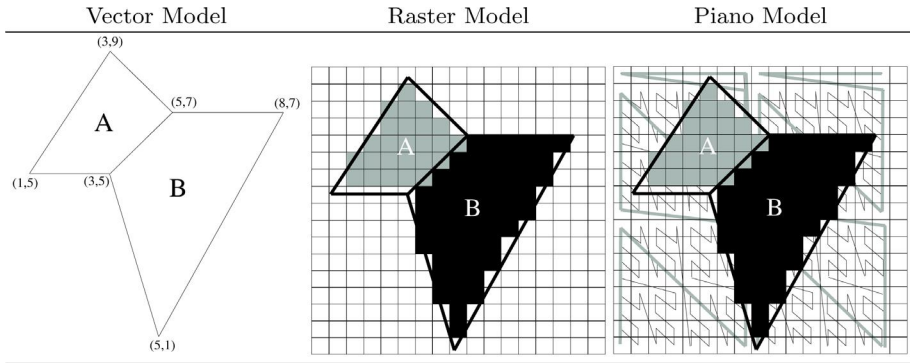 Vector Model Raster Model Piano Model
(3,9)
(5,7) (8,7)
A
A A
(1,5) (3,5)
B
B B
(5,1)